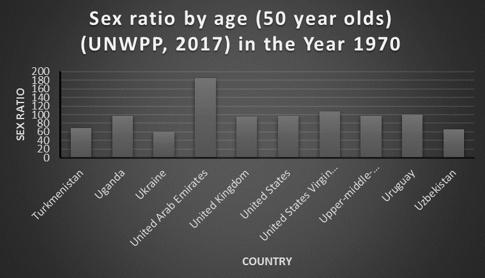 Sex ratio by age (50 year olds)
(UNWPP, 2017) in the Year 1970
SEX RATIO
200
180
160
140
120
100
80
60
40
20
0
Turkmenistan
Uganda
Ukraine
United Arab Emirates
United Kingdom
United States
United States Virgin...
Upper-middle-...
Uruguay
Uzbekistan
COUNTRY